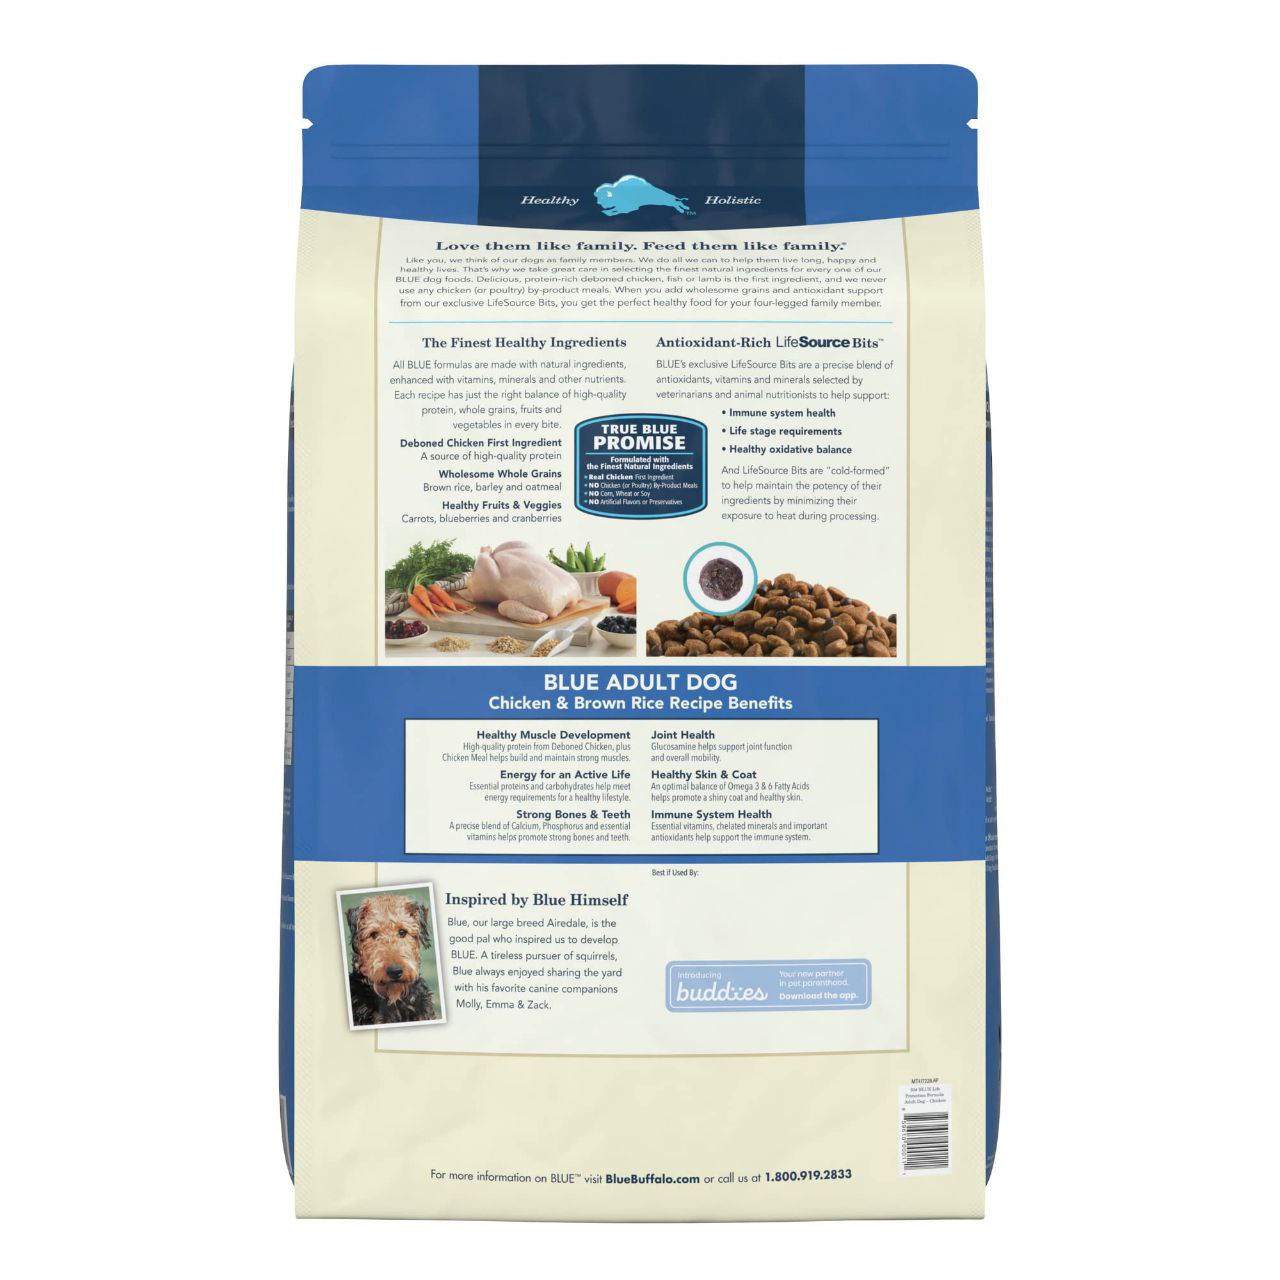 Healthy Holistic
TM
Love them like family. Feed them like family.®
Like you, we think of our dogs as family members. We do all we can to help them live long, happy and
healthy lives. That's why we take great care in selecting the finest natural ingredients for every one of our
BLUE dog foods. Delicious, protein-rich deboned chicken, fish or lamb is the first ingredient, and we never
use any chicken (or poultry) by-product meals. When you add wholesome grains and antioxidant support
from our exclusive LifeSource Bits, you get the perfect healthy food for your four-legged family member.
The Finest Healthy Ingredients
All BLUE formulas are made with natural ingredients,
enhanced with vitamins, minerals and other nutrients.
Each recipe has just the right balance of high-quality
protein, whole grains, fruits and
vegetables in every bite.
Deboned Chicken First Ingredient
A source of high-quality protein
Wholesome Whole Grains
Brown rice, barley and oatmeal
Healthy Fruits & Veggies
Carrots, blueberries and cranberries
TRUE BLUE
PROMISE
Formulated with
the Finest Natural Ingredients
• Real Chicken First Ingredient
• NO Chicken (or Poultry) By-Product Meals
• NO Corn, Wheat or Soy
• NO Artificial Flavors or Preservatives
Antioxidant-Rich LifeSource Bits™
BLUE's exclusive LifeSource Bits are a precise blend of
antioxidants, vitamins and minerals selected by
veterinarians and animal nutritionists to help support:
• Immune system health
• Life stage requirements
• Healthy oxidative balance
And LifeSource Bits are "cold-formed"
to help maintain the potency of their
ingredients by minimizing their
exposure to heat during processing.
BLUE ADULT DOG
Chicken & Brown Rice Recipe Benefits
Healthy Muscle Development
High-quality protein from Deboned Chicken, plus
Chicken Meal helps build and maintain strong muscles.
Energy for an Active Life
Essential proteins and carbohydrates help meet
energy requirements for a healthy lifestyle.
Strong Bones & Teeth
A precise blend of Calcium, Phosphorus and essential
vitamins helps promote strong bones and teeth.
Joint Health
Glucosamine helps support joint function
and overall mobility.
Healthy Skin & Coat
An optimal balance of Omega 3 & 6 Fatty Acids
helps promote a shiny coat and healthy skin.
Immune System Health
Essential vitamins, chelated minerals and important
antioxidants help support the immune system.
Best if Used By:
Inspired by Blue Himself
Blue, our large breed Airedale, is the
good pal who inspired us to develop
BLUE. A tireless pursuer of squirrels,
Blue always enjoyed sharing the yard
with his favorite canine companions
Molly, Emma & Zack.
Introducing
buddies
Your new partner
in pet parenthood.
Download the app.
BLUE Life
Protection Formula
Adult Dog - Chicken
For more information on BLUE™ visit BlueBuffalo.com or call us at 1.800.919.2833